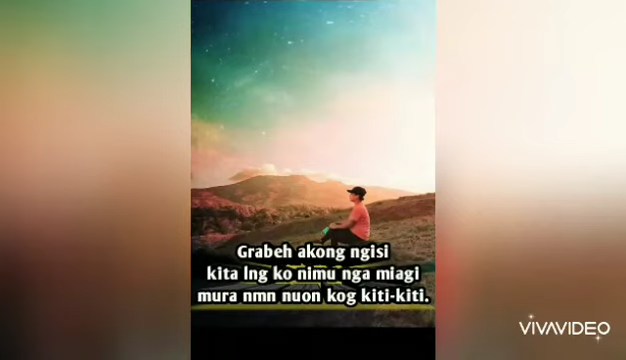 Grabeh akong ngisi
kita lng ko nimu nga miagi
mura nmn nuon kog kiti-kiti.
VIVAVIDEO